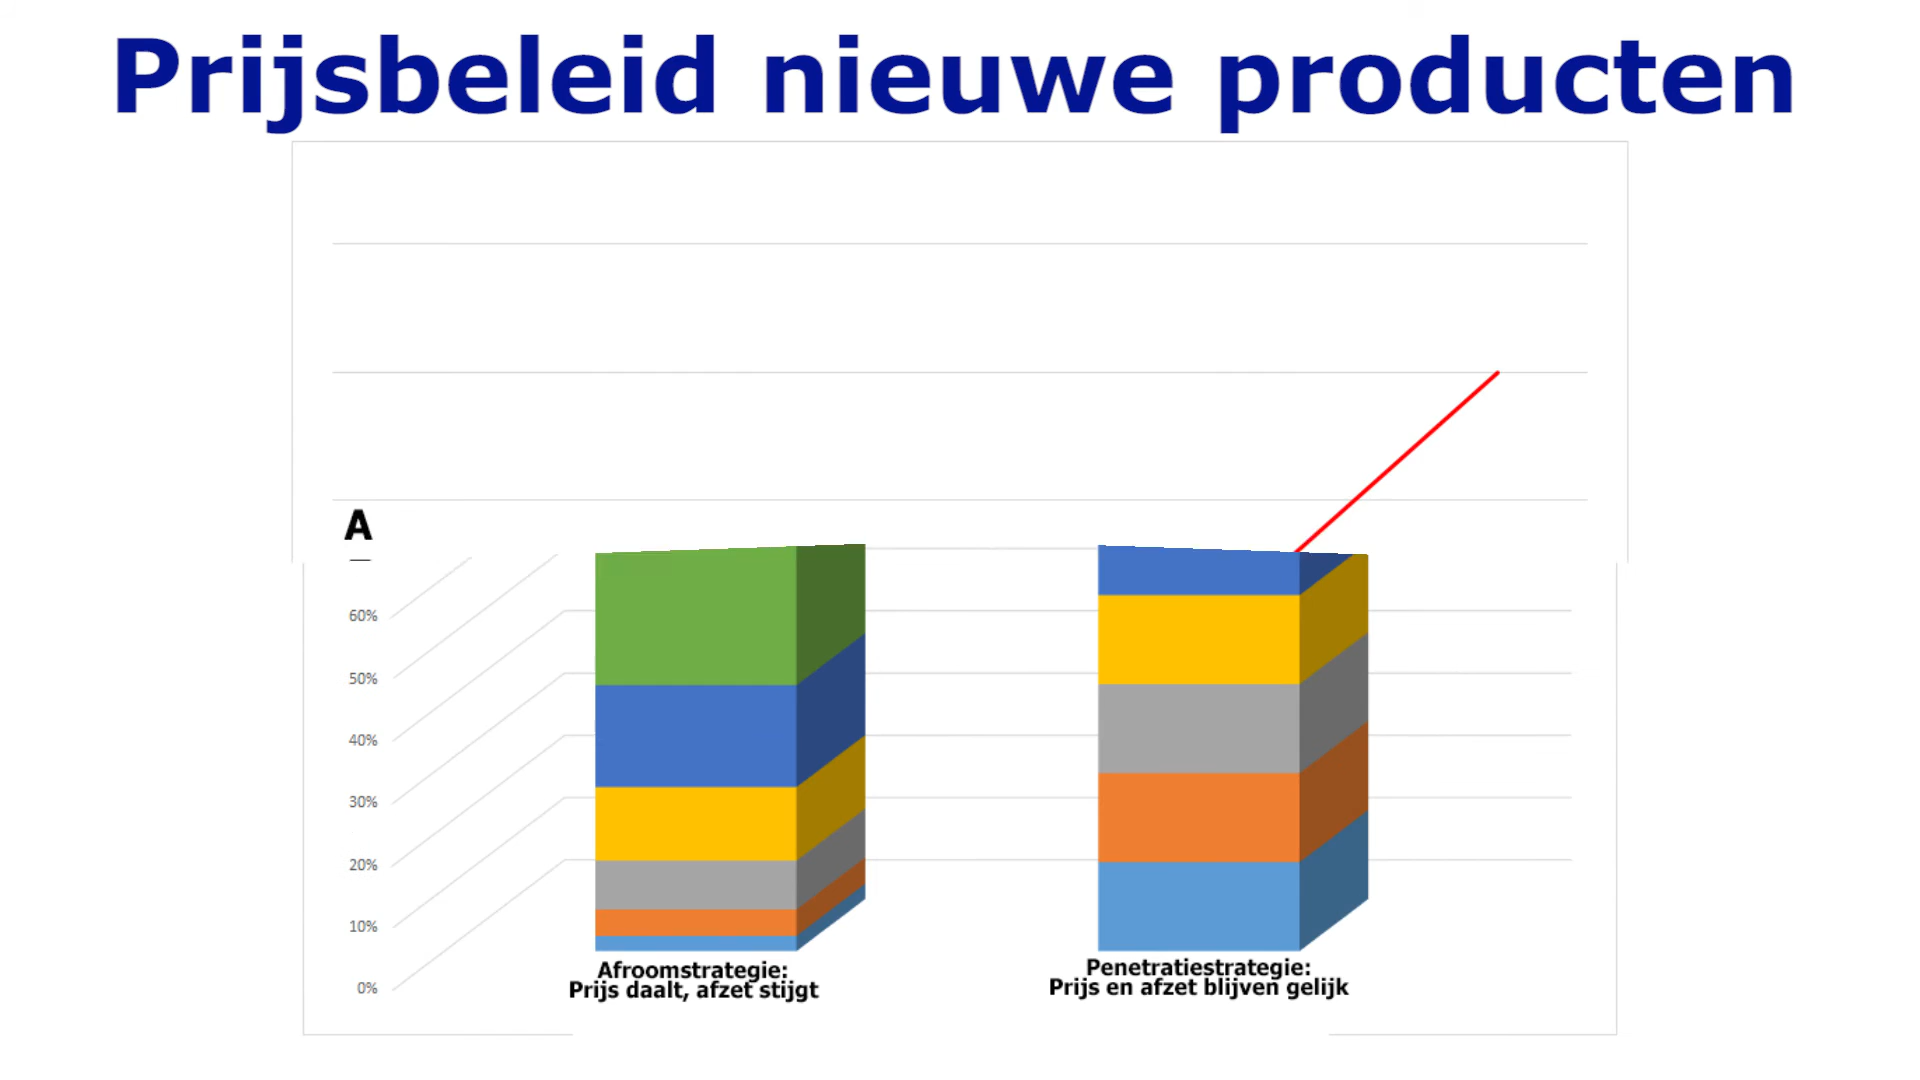 Prijsbeleid nieuwe producten
A
60%
50%
40%
30%
20%
10%
0%
Afroomstrategie:
Prijs daalt, afzet stijgt
Penetratiestrategie:
Prijs en afzet blijven gelijk